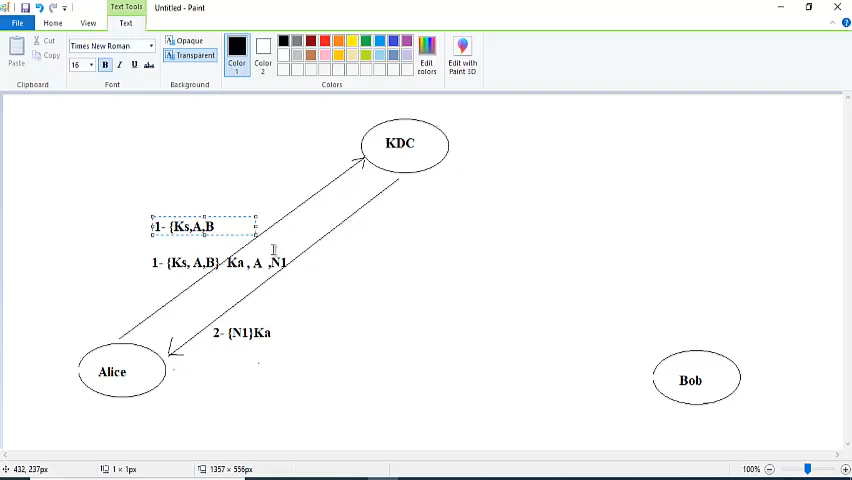 Untitled - Paint
Text Tools
File Home View Text
Paste
Cut
Copy
Clipboard
Times New Roman
16 B I U abc
Font
Opaque
Transparent
Background
Color 1
Color 2
Colors
Edit colors
Edit with Paint 3D
KDC
1- {Ks,A,B
1- {Ks, A,B} Ka , A ,N1
2- {N1}Ka
Alice
Bob
432, 237px
1 × 1px
1357 × 556px
100%